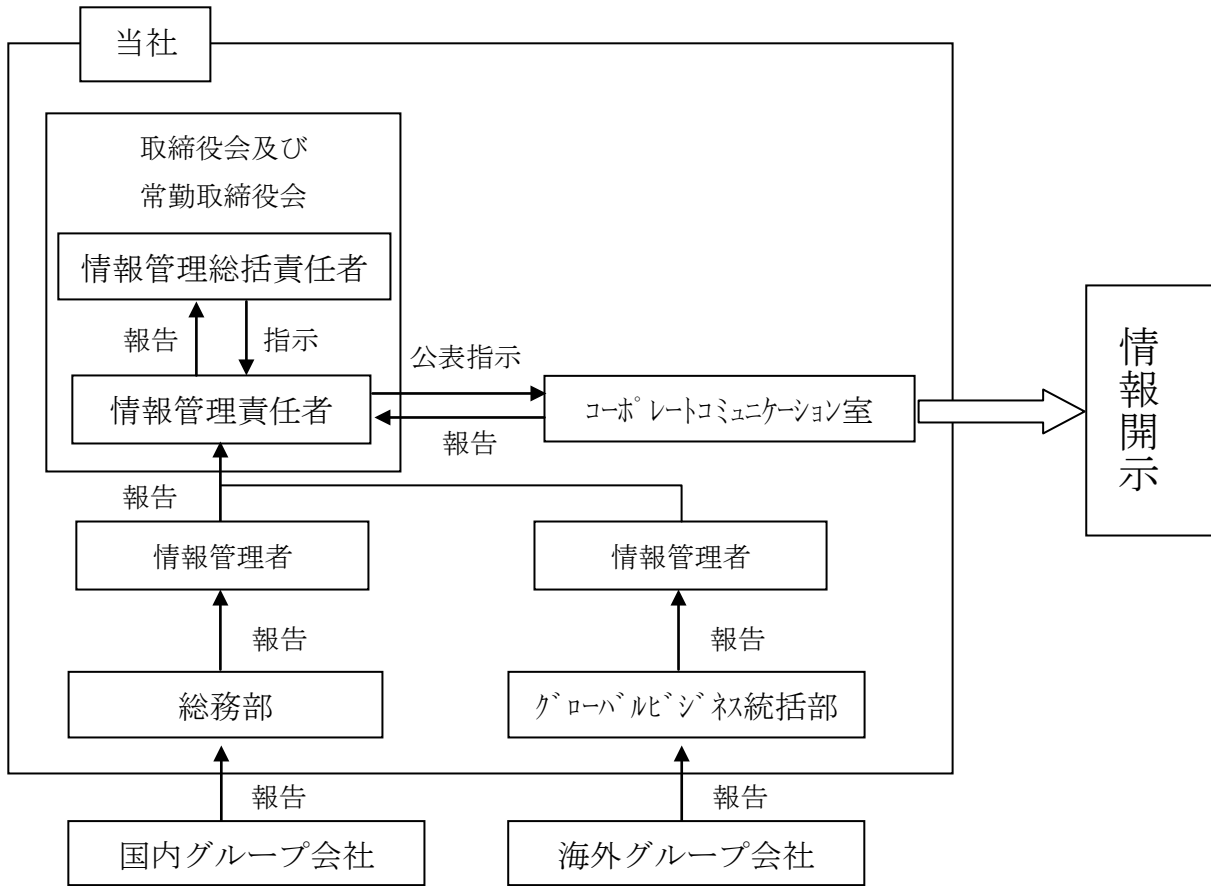 当社
取締役会及び
常勤取締役会
情報管理総括責任者
報告
指示
公表指示
情報管理責任者
コーポレートコミュニケーション室
報告
情報開示
報告
情報管理者
情報管理者
報告
報告
総務部
グローバルビジネス統括部
報告
報告
国内グループ会社
海外グループ会社